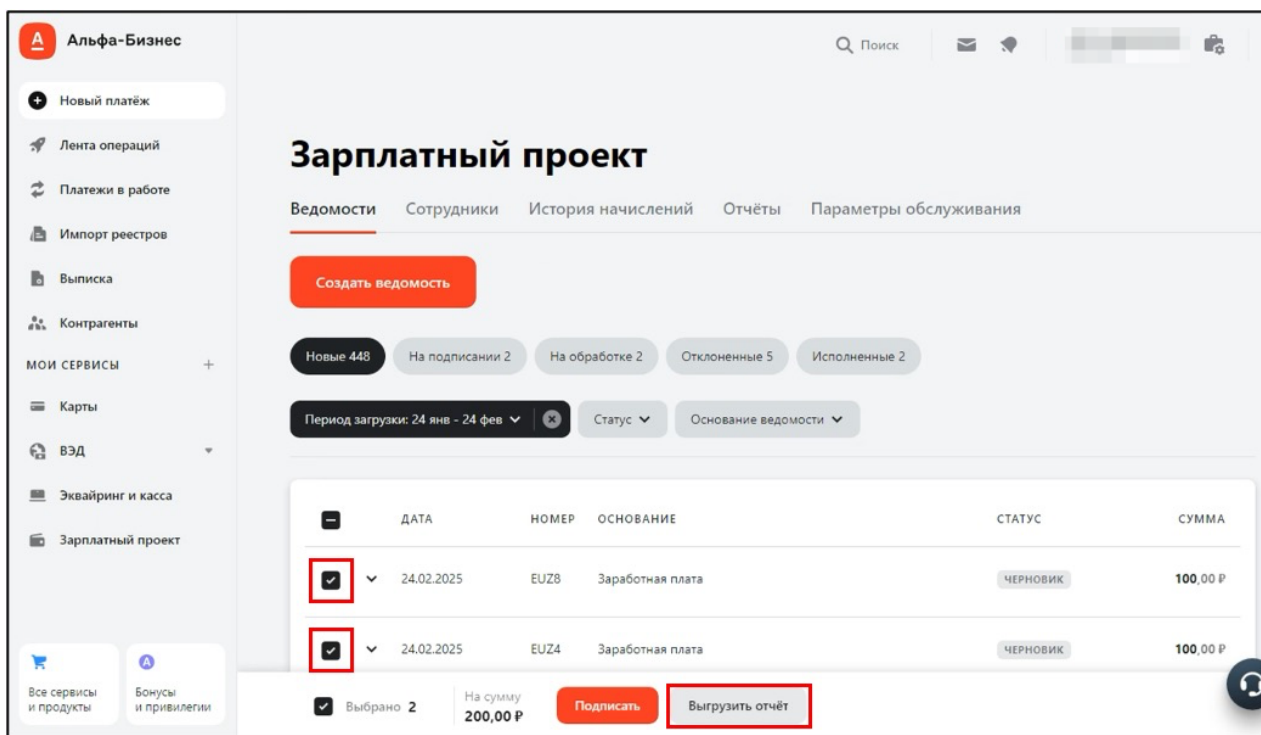 А Альфа-Бизнес
Поиск
Новый платёж
Лента операций
Платежи в работе
Импорт реестров
Выписка
Контрагенты
МОИ СЕРВИСЫ +
Карты
ВЭД
Эквайринг и касса
Зарплатный проект
Все сервисы
и продукты
А
Бонусы
и привилегии
Зарплатный проект
Ведомости Сотрудники История начислений Отчёты Параметры обслуживания
Создать ведомость
Новые 448 На подписании 2 На обработке 2 Отклоненные 5 Исполненные 2
Период загрузки: 24 янв - 24 фев Статус Основание ведомости
ДАТА НОМЕР ОСНОВАНИЕ СТАТУС СУММА
24.02.2025 EUZ8 Заработная плата ЧЕРНОВИК 100,00 ₽
24.02.2025 EUZ4 Заработная плата ЧЕРНОВИК 100,00 ₽
Выбрано 2
На сумму
200,00 ₽
Подписать
Выгрузить отчёт